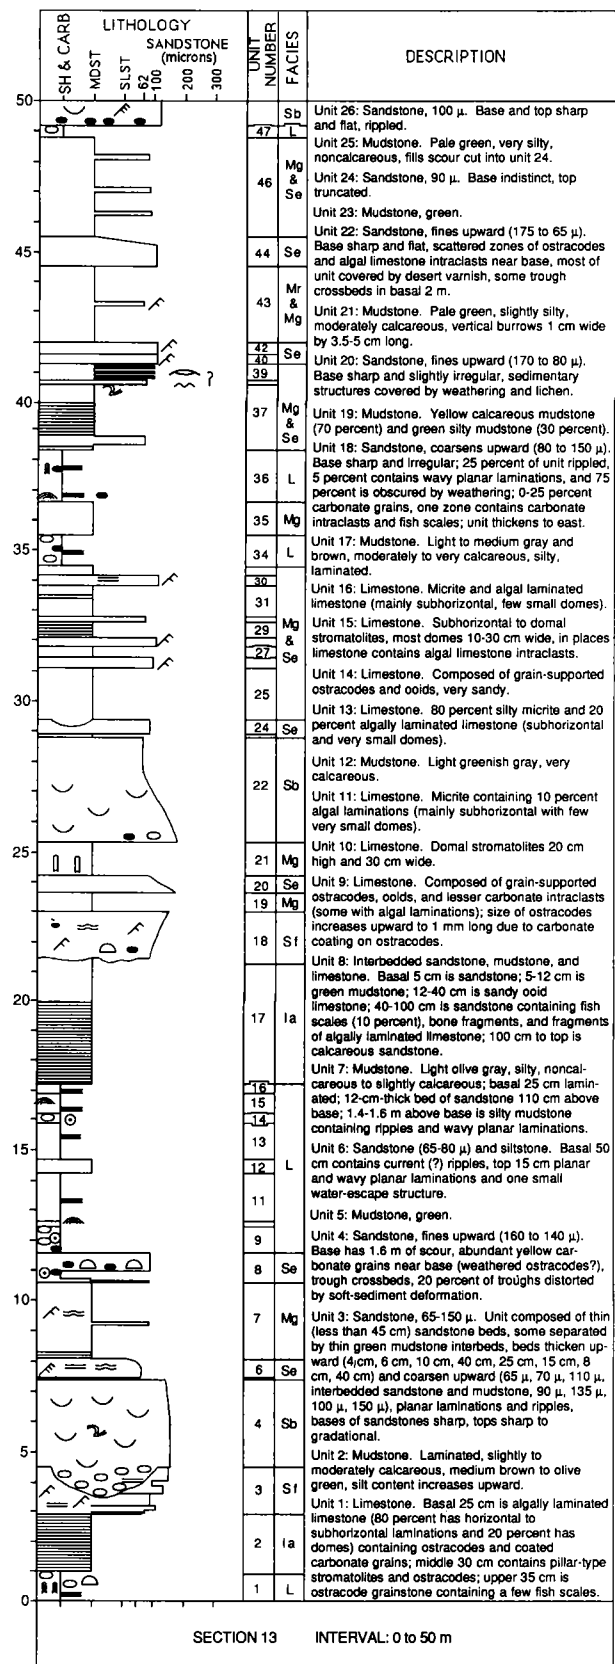 LITHOLOGY
SH & CARB
MDST
SLST
SANDSTONE
(microns)
62
100
200
300
UNIT
NUMBER
FACIES
DESCRIPTION
50
45
40
35
30
25
20
15
10
5
0
?
Sb
47 L
46 Mg & Se
44 Se
43 Mr & Mg
42
40 Se
39
37 Mg & Se
36 L
35 Mg
34 L
30
31
29 Mg & Se
27
25
24 Se
22 Sb
21 Mg
20 Se
19 Mg
18 Sf
17 Ia
16
15
14
13 L
12
11
9
8 Se
7 Mg
6 Se
4 Sb
3 Sf
2 Ia
1 L
Unit 26: Sandstone, 100 µ. Base and top sharp
and flat, rippled.
Unit 25: Mudstone. Pale green, very silty,
noncalcareous, fills scour cut into unit 24.
Unit 24: Sandstone, 90 µ. Base indistinct, top
truncated.
Unit 23: Mudstone, green.
Unit 22: Sandstone, fines upward (175 to 65 µ).
Base sharp and flat, scattered zones of ostracodes
and algal limestone intraclasts near base, most of
unit covered by desert varnish, some trough
crossbeds in basal 2 m.
Unit 21: Mudstone. Pale green, slightly silty,
moderately calcareous, vertical burrows 1 cm wide
by 3.5-5 cm long.
Unit 20: Sandstone, fines upward (170 to 80 µ).
Base sharp and slightly irregular, sedimentary
structures covered by weathering and lichen.
Unit 19: Mudstone. Yellow calcareous mudstone
(70 percent) and green silty mudstone (30 percent).
Unit 18: Sandstone, coarsens upward (80 to 150 µ).
Base sharp and irregular; 25 percent of unit rippled,
5 percent contains wavy planar laminations, and 75
percent is obscured by weathering; 0-25 percent
carbonate grains, one zone contains carbonate
intraclasts and fish scales; unit thickens to east.
Unit 17: Mudstone. Light to medium gray and
brown, moderately to very calcareous, silty,
laminated.
Unit 16: Limestone. Micrite and algal laminated
limestone (mainly subhorizontal, few small domes).
Unit 15: Limestone. Subhorizontal to domal
stromatolites, most domes 10-30 cm wide, in places
limestone contains algal limestone intraclasts.
Unit 14: Limestone. Composed of grain-supported
ostracodes and ooids, very sandy.
Unit 13: Limestone. 80 percent silty micrite and 20
percent algally laminated limestone (subhorizontal
and very small domes).
Unit 12: Mudstone. Light greenish gray, very
calcareous.
Unit 11: Limestone. Micrite containing 10 percent
algal laminations (mainly subhorizontal with few
very small domes).
Unit 10: Limestone. Domal stromatolites 20 cm
high and 30 cm wide.
Unit 9: Limestone. Composed of grain-supported
ostracodes, ooids, and lesser carbonate intraclasts
(some with algal laminations); size of ostracodes
increases upward to 1 mm long due to carbonate
coating on ostracodes.
Unit 8: Interbedded sandstone, mudstone, and
limestone. Basal 5 cm is sandstone; 5-12 cm is
green mudstone; 12-40 cm is sandy ooid
limestone; 40-100 cm is sandstone containing fish
scales (10 percent), bone fragments, and fragments
of algally laminated limestone; 100 cm to top is
calcareous sandstone.
Unit 7: Mudstone. Light olive gray, silty, noncal-
careous to slightly calcareous; basal 25 cm lamin-
ated; 12-cm-thick bed of sandstone 110 cm above
base; 1.4-1.6 m above base is silty mudstone
containing ripples and wavy planar laminations.
Unit 6: Sandstone (65-80 µ) and siltstone. Basal 50
cm contains current (?) ripples, top 15 cm planar
and wavy planar laminations and one small
water-escape structure.
Unit 5: Mudstone, green.
Unit 4: Sandstone, fines upward (160 to 140 µ).
Base has 1.6 m of scour, abundant yellow car-
bonate grains near base (weathered ostracodes?),
trough crossbeds, 20 percent of troughs distorted
by soft-sediment deformation.
Unit 3: Sandstone, 65-150 µ. Unit composed of thin
(less than 45 cm) sandstone beds, some separated
by thin green mudstone interbeds, beds thicken up-
ward (4 cm, 6 cm, 10 cm, 40 cm, 25 cm, 15 cm, 8
cm, 40 cm) and coarsen upward (65 µ, 70 µ, 110 µ,
interbedded sandstone and mudstone, 90 µ, 135 µ,
100 µ, 150 µ), planar laminations and ripples,
bases of sandstones sharp, tops sharp to
gradational.
Unit 2: Mudstone. Laminated, slightly to
moderately calcareous, medium brown to olive
green, silt content increases upward.
Unit 1: Limestone. Basal 25 cm is algally laminated
limestone (80 percent has horizontal to
subhorizontal laminations and 20 percent has
domes) containing ostracodes and coated
carbonate grains; middle 30 cm contains pillar-type
stromatolites and ostracodes; upper 35 cm is
ostracode grainstone containing a few fish scales.
SECTION 13 INTERVAL: 0 to 50 m